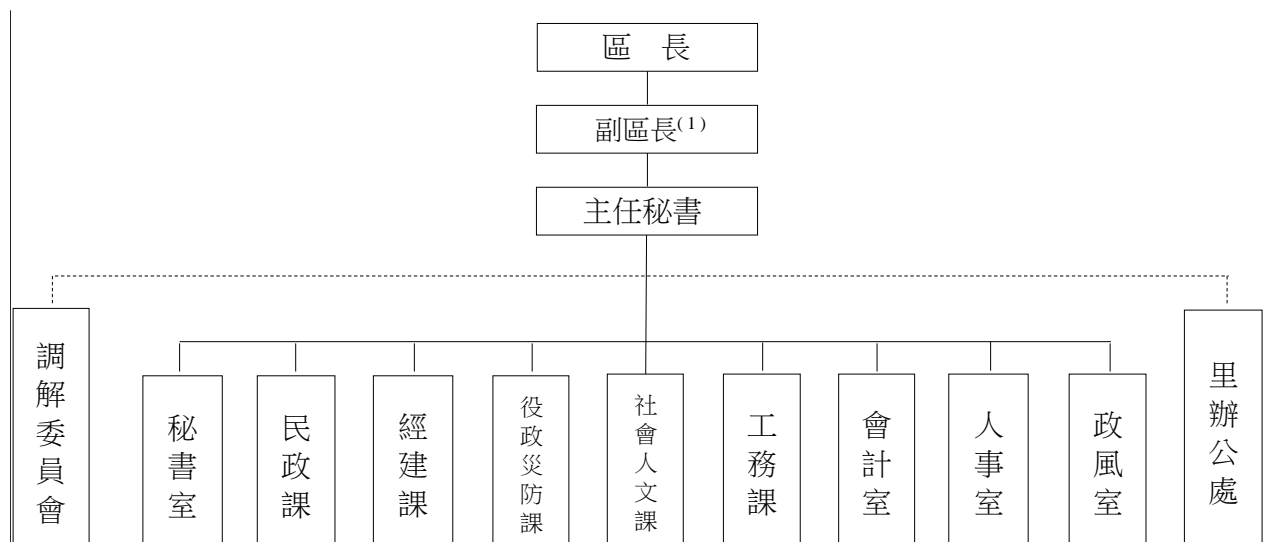 區　長
副區長(1)
主任秘書
調解委員會
秘書室
民政課
經建課
役政災防課
社會人文課
工務課
會計室
人事室
政風室
里辦公處